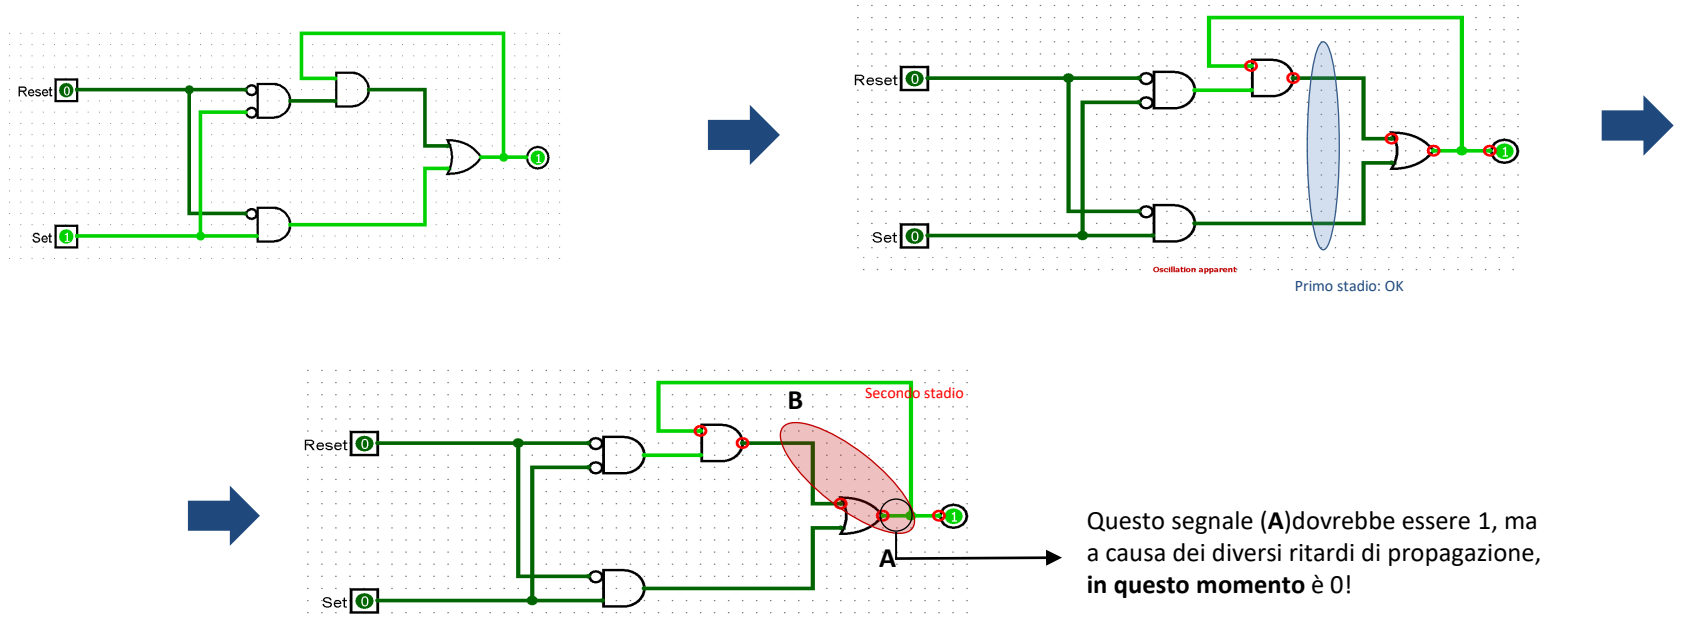 Reset 0
Set 1
1
Reset 0
Set 0
1
Oscillation apparent
Primo stadio: OK
Secondo stadio
B
Reset 0
Set 0
1
A
Questo segnale (A)dovrebbe essere 1, ma
a causa dei diversi ritardi di propagazione,
in questo momento è 0!